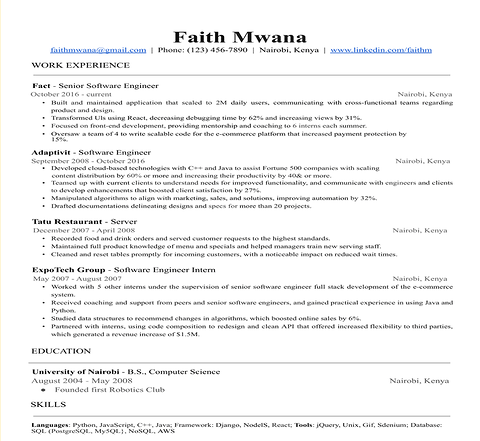 Faith Mwana
faithmwana@gmail.com | Phone: (123) 456-7890 | Nairobi, Kenya | www.linkedin.com/faithm
WORK EXPERIENCE
Fact - Senior Software Engineer
October 2016 - current Nairobi, Kenya
• Built and maintained application that scaled to 2M daily users, communicating with cross-functional teams regarding
product and design.
• Transformed UIs using React, decreasing debugging time by 62% and increasing views by 31%.
• Focused on front-end development, providing mentorship and coaching to 6 interns each summer.
• Oversaw a team of 4 to write scalable code for the e-commerce platform that increased payment protection by
15%.
Adaptivit - Software Engineer
September 2008 - October 2016 Nairobi, Kenya
• Developed cloud-based technologies with C++ and Java to assist Fortune 500 companies with scaling
content distribution by 60% or more and increasing their productivity by 40& or more.
• Teamed up with current clients to understand needs for improved functionality, and communicate with engineers and clients
to develop enhancements that boosted client satisfaction by 27%.
• Manipulated algorithms to align with marketing, sales, and solutions, improving automation by 32%.
• Drafted documentations delineating designs and specs for more than 20 projects.
Tatu Restaurant - Server
December 2007 - April 2008 Nairobi, Kenya
• Recorded food and drink orders and served customer requests to the highest standards.
• Maintained full product knowledge of menu and specials and helped managers train new serving staff.
• Cleaned and reset tables promptly for incoming customers, with a noticeable impact on reduced wait times.
ExpoTech Group - Software Engineer Intern
May 2007 - August 2007 Nairobi, Kenya
• Worked with 5 other interns under the supervision of senior software engineer full stack development of the e-commerce
system.
• Received coaching and support from peers and senior software engineers, and gained practical experience in using Java and
Python.
• Studied data structures to recommend changes in algorithms, which boosted online sales by 6%.
• Partnered with interns, using code composition to redesign and clean API that offered increased flexibility to third parties,
which generated a revenue increase of $1.5M.
EDUCATION
University of Nairobi - B.S., Computer Science
August 2004 - May 2008 Nairobi, Kenya
● Founded first Robotics Club
SKILLS
Languages: Python, JavaScript, C++, Java; Framework: Django, NodelS, React; Tools: jQuery, Unix, Gif, Sdenium; Database:
SQL (PostgreSQL, My5QL}, NoSQL, AWS